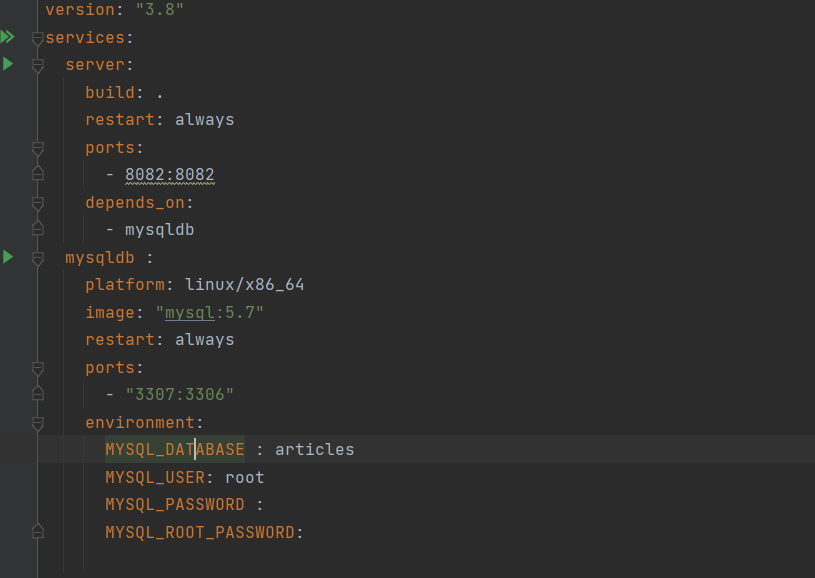 version: "3.8"
services:
server:
build: .
restart: always
ports:
- 8082:8082
depends_on:
- mysqldb
mysqldb :
platform: linux/x86_64
image: "mysql:5.7"
restart: always
ports:
- "3307:3306"
environment:
MYSQL_DATABASE : articles
MYSQL_USER: root
MYSQL_PASSWORD :
MYSQL_ROOT_PASSWORD: